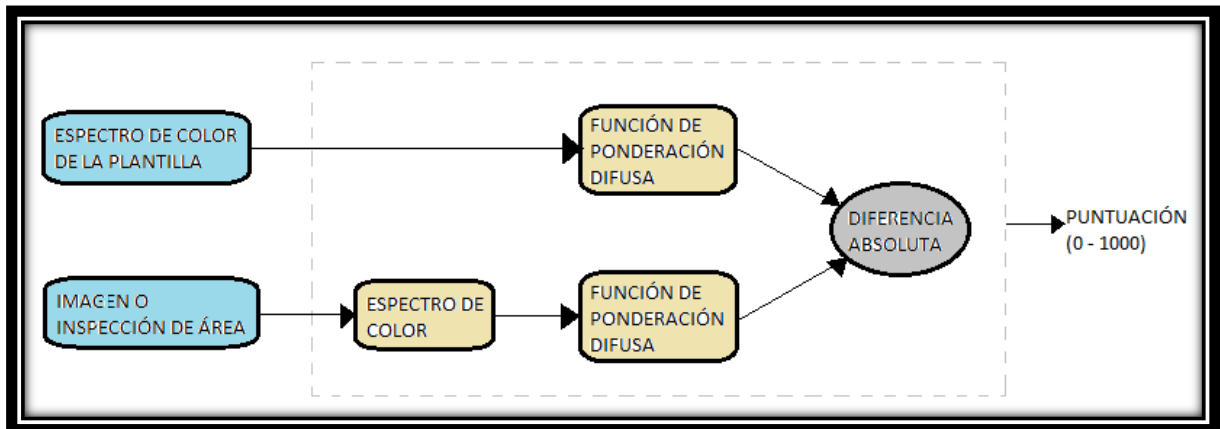 ESPECTRO DE COLOR
DE LA PLANTILLA
FUNCIÓN DE
PONDERACIÓN
DIFUSA
DIFERENCIA
ABSOLUTA
PUNTUACIÓN
(0 - 1000)
IMAGEN O
INSPECCIÓN DE ÁREA
ESPECTRO DE
COLOR
FUNCIÓN DE
PONDERACIÓN
DIFUSA